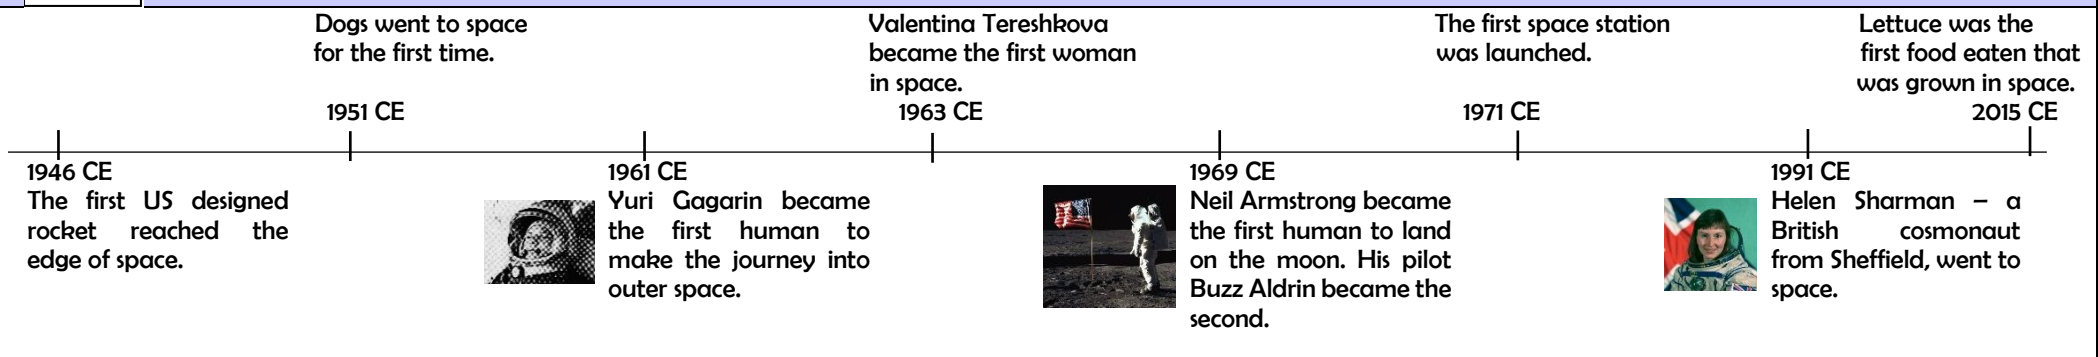 Dogs went to space
for the first time.
1951 CE
Valentina Tereshkova
became the first woman
in space.
1963 CE
The first space station
was launched.
1971 CE
Lettuce was the
first food eaten that
was grown in space.
2015 CE
1946 CE
The first US designed
rocket reached the
edge of space.
1961 CE
Yuri Gagarin became
the first human to
make the journey into
outer space.
1969 CE
Neil Armstrong became
the first human to land
on the moon. His pilot
Buzz Aldrin became the
second.
1991 CE
Helen Sharman – a
British cosmonaut
from Sheffield, went to
space.